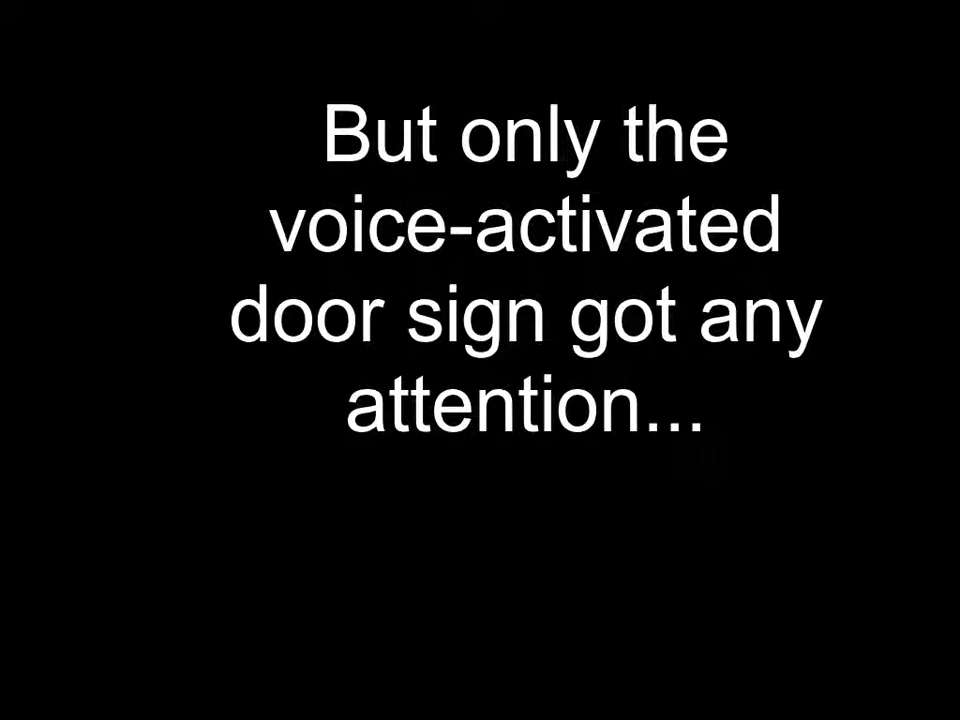 But only the
voice-activated
door sign got any
attention...